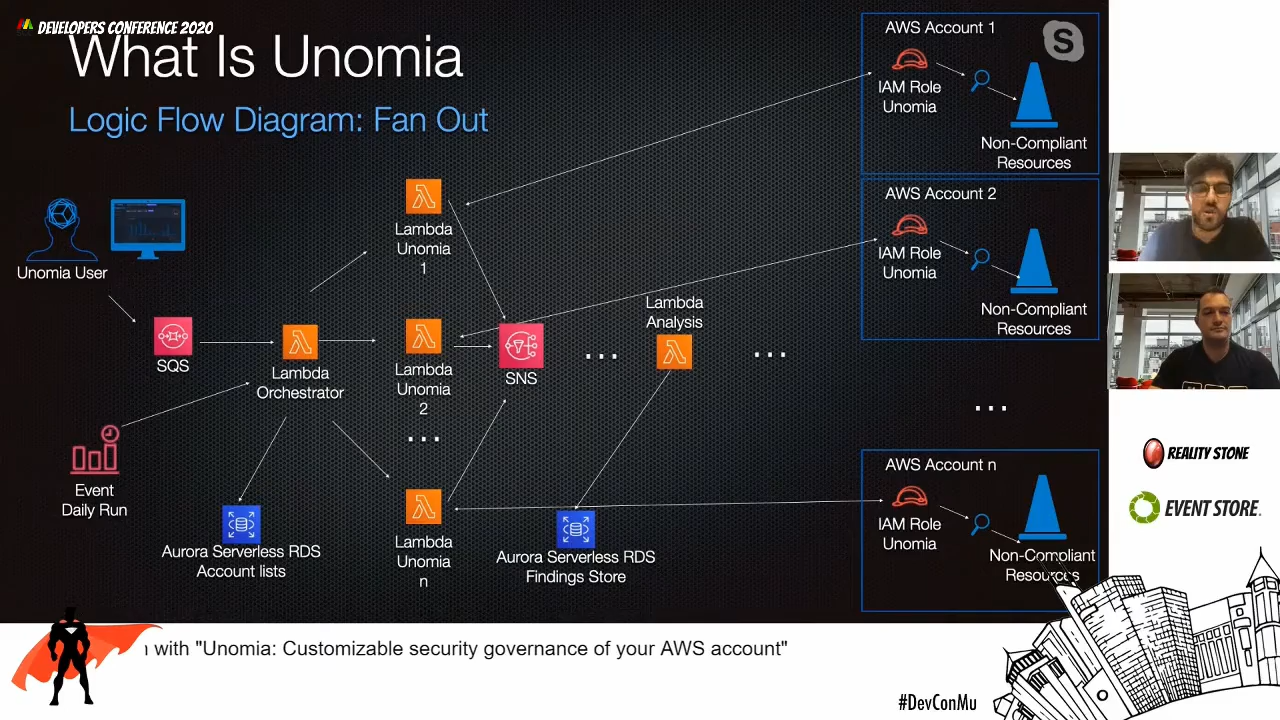 DEVELOPERS CONFERENCE 2020
What Is Unomia
Logic Flow Diagram: Fan Out
Unomia User
SQS
Event
Daily Run
Lambda
Orchestrator
Aurora Serverless RDS
Account lists
Lambda
Unomia
1
Lambda
Unomia
2
...
Lambda
Unomia
n
SNS
...
Lambda
Analysis
...
Aurora Serverless RDS
Findings Store
AWS Account 1
S
IAM Role
Unomia
Non-Compliant
Resources
AWS Account 2
IAM Role
Unomia
Non-Compliant
Resources
...
AWS Account n
IAM Role
Unomia
Non-Compliant
Resources
REALITY STONE
EVENT STORE.
with "Unomia: Customizable security governance of your AWS account"
#DevConMu